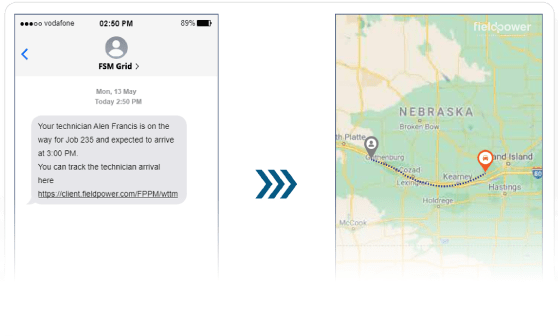 vodafone 02:50 PM 89%
FSM Grid >
Mon, 13 May
Today 2:50 PM
Your technician Alen Francis is on the
way for Job 235 and expected to arrive
at 3:00 PM.
You can track the technician arrival
here
https://client.fieldpower.com/FPPM/wttm
fieldpower
NEBRASKA
Broken Bow
th Platte
Gothenburg
and Island
Cozad
Kearney
80
Lexing
Hastings
Holdrege
McCook